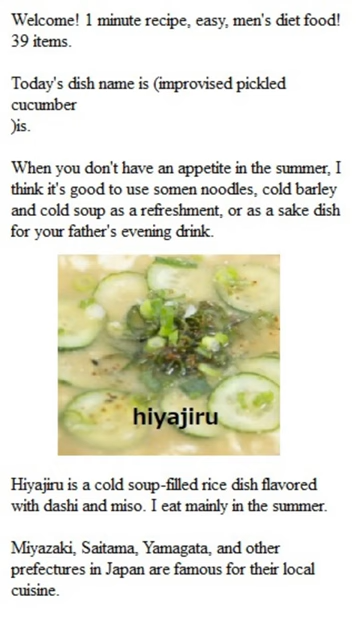 Welcome! 1 minute recipe, easy, men's diet food!
39 items.
Today's dish name is (improvised pickled
cucumber
)is.
When you don't have an appetite in the summer, I
think it's good to use somen noodles, cold barley
and cold soup as a refreshment, or as a sake dish
for your father's evening drink.
hiyajiru
Hiyajiru is a cold soup-filled rice dish flavored
with dashi and miso. I eat mainly in the summer.
Miyazaki, Saitama, Yamagata, and other
prefectures in Japan are famous for their local
cuisine.